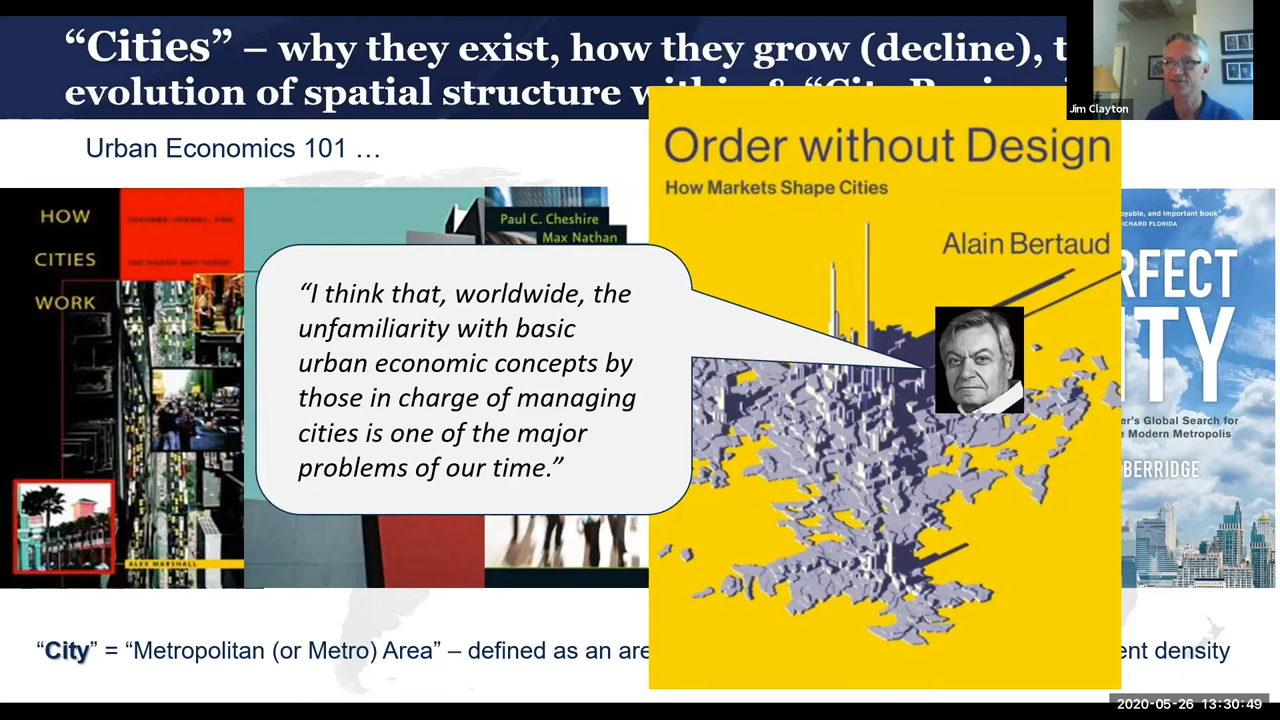 “Cities” – why they exist, how they grow (decline), t
evolution of spatial structure within & “City
Jim Clayton
Urban Economics 101 …
HOW
CITIES
WORK
ALEX MARSHALL
Paul C. Cheshire
Max Nathan
“I think that, worldwide, the
unfamiliarity with basic
urban economic concepts by
those in charge of managing
cities is one of the major
problems of our time.”
Order without Design
How Markets Shape Cities
Alain Bertaud
oyable, and important book”
RICHARD FLORIDA
RFECT
ITY
er's Global Search for
e Modern Metropolis
BERRIDGE
“City” = “Metropolitan (or Metro) Area” – defined as an are
ent density
2020-05-26 13:30:49